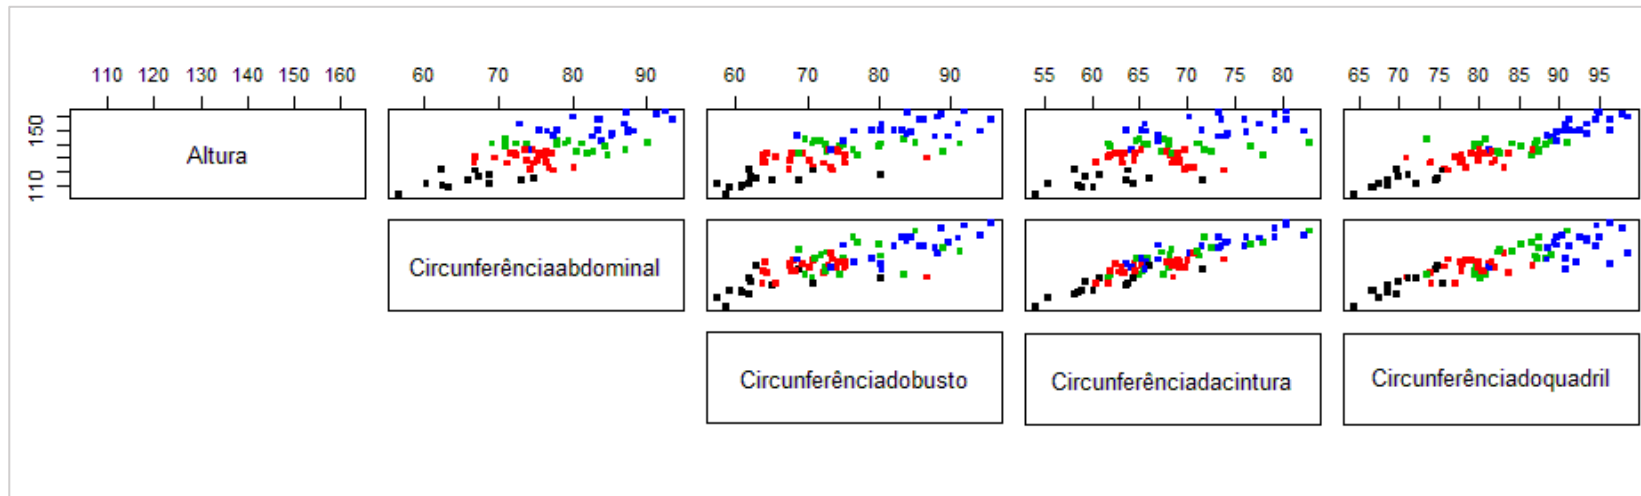 110 120 130 140 150 160 60 70 80 90 60 70 80 90 55 60 65 70 75 80 65 70 75 80 85 90 95
150
110
Altura
Circunferênciaabdominal
Circunferênciadobusto
Circunferênciadacintura
Circunferênciadoquadril